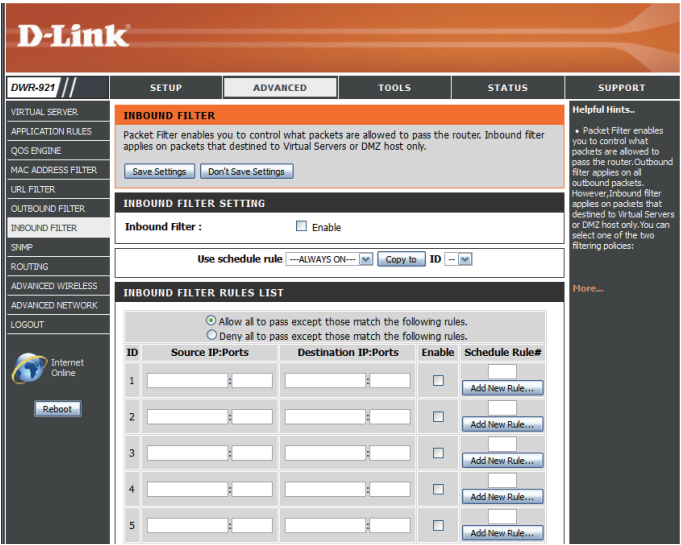 D-Link
DWR-921
SETUP
ADVANCED
TOOLS
STATUS
SUPPORT
VIRTUAL SERVER
APPLICATION RULES
QOS ENGINE
MAC ADDRESS FILTER
URL FILTER
OUTBOUND FILTER
INBOUND FILTER
SNMP
ROUTING
ADVANCED WIRELESS
ADVANCED NETWORK
LOGOUT
Internet
Online
Reboot
INBOUND FILTER
Packet Filter enables you to control what packets are allowed to pass the router. Inbound filter
applies on packets that destined to Virtual Servers or DMZ host only.
Save Settings Don't Save Settings
INBOUND FILTER SETTING
Inbound Filter : Enable
Use schedule rule ---ALWAYS ON--- Copy to ID --
INBOUND FILTER RULES LIST
Allow all to pass except those match the following rules.
Deny all to pass except those match the following rules.
ID Source IP:Ports Destination IP:Ports Enable Schedule Rule#
1 : : Add New Rule...
2 : : Add New Rule...
3 : : Add New Rule...
4 : : Add New Rule...
5 : : Add New Rule...
Helpful Hints..
• Packet Filter enables
you to control what
packets are allowed to
pass the router.Outbound
filter applies on all
outbound packets.
However,Inbound filter
applies on packets that
destined to Virtual Servers
or DMZ host only.You can
select one of the two
filtering policies:
More...